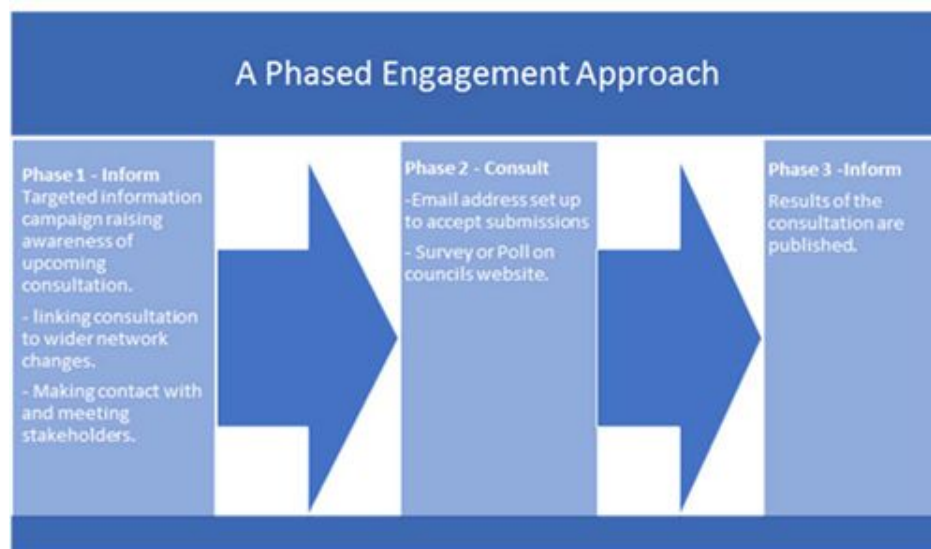 A Phased Engagement Approach
Phase 1 - Inform
Targeted information
campaign raising
awareness of
upcoming
consultation.
- linking consultation
to wider network
changes.
- Making contact with
and meeting
stakeholders.
Phase 2 - Consult
-Email address set up
to accept submissions
- Survey or Poll on
councils website.
Phase 3 -Inform
Results of the
consultation are
published.